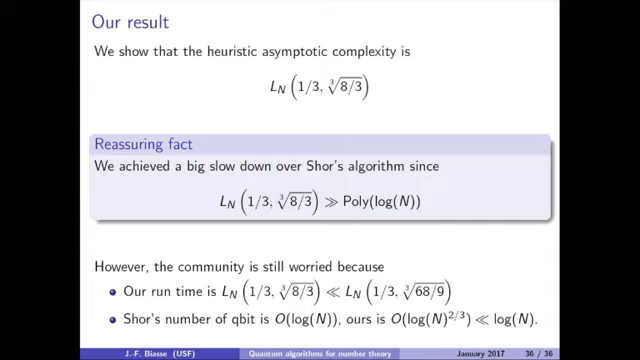 Our result
We show that the heuristic asymptotic complexity is
L_N (1/3, ∛8/3)
Reassuring fact
We achieved a big slow down over Shor's algorithm since
L_N (1/3, ∛8/3) ≫ Poly(log(N))
However, the community is still worried because
Our run time is L_N (1/3, ∛8/3) ≪ L_N (1/3, ∛68/9)
Shor's number of qbit is O(log(N)), ours is O(log(N)^{2/3}) ≪ log(N).
J.-F. Biasse (USF) Quantum algorithms for number theory January 2017 36 / 36